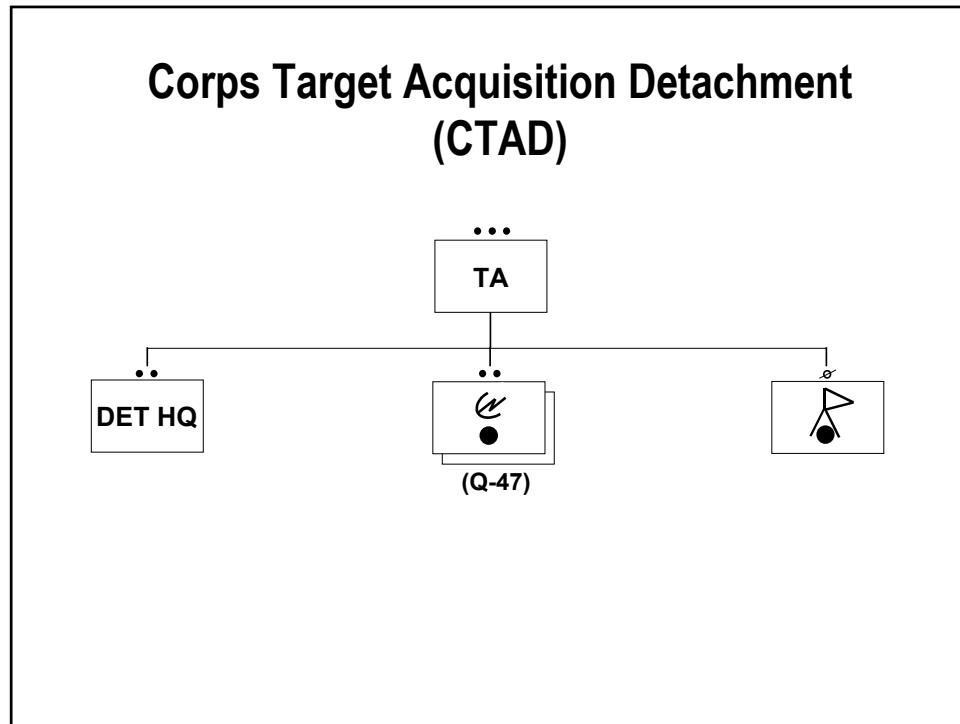 Corps Target Acquisition Detachment
(CTAD)
TA
DET HQ
(Q-47)